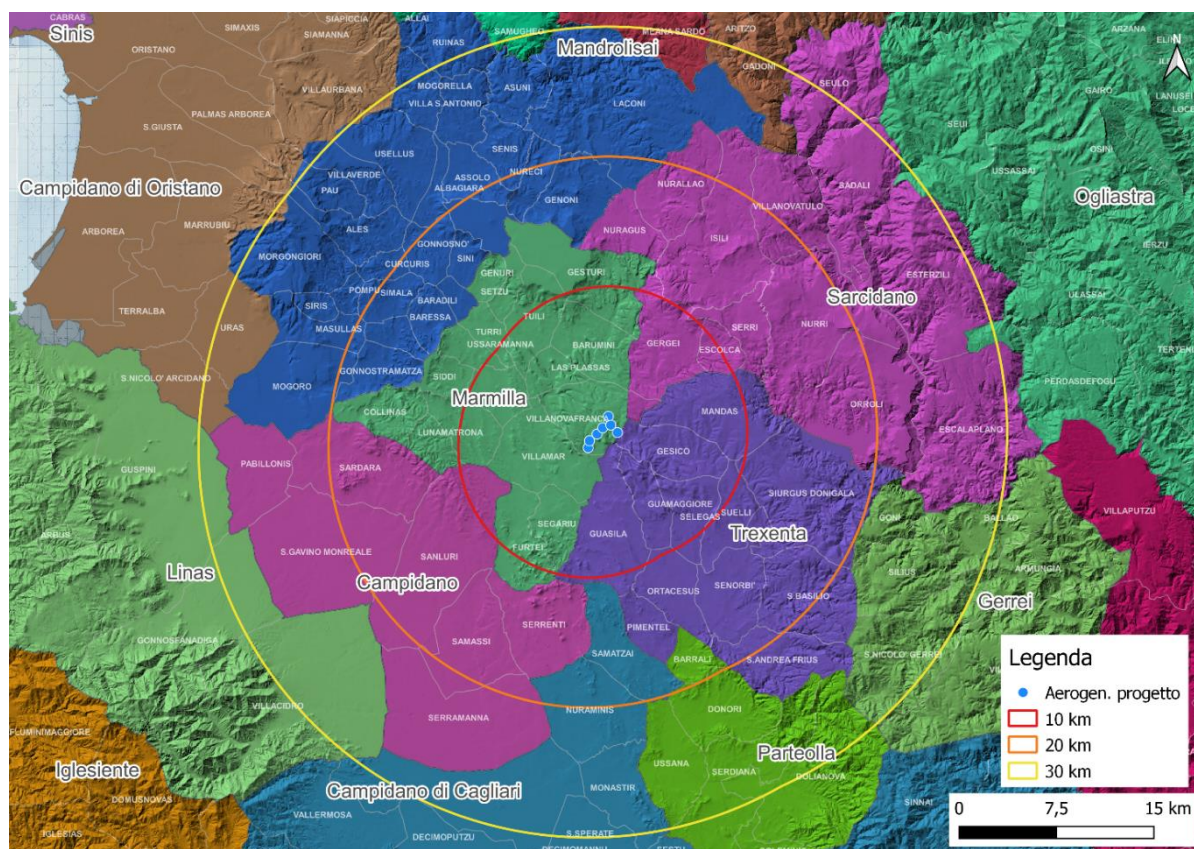 CABRAS
Sinis
SIMAXIS
SIAPICCIA
SIAMANNA
ORISTANO
VILLAURBANA
PALMAS ARBOREA
S.GIUSTA
Campidano di Oristano
ARBOREA
MARRUBIU
TERRALBA
URAS
S.NICOLO' ARCIDANO
ALLAI
RUINAS
SAMUGHEO
MEANA SARDO
ARITZO
GADONI
Mandrolisai
MOGORELLA
ASUNI
VILLA S.ANTONIO
LACONI
SEULO
USELLUS
SENIS
VILLAVERDE
NURECI
PAU
ASSOLO
ALBAGIARA
GENONI
ALES
GONNOSNO'
MORGONGIORI
CURCURIS
SINI
POMPU
SIMALA
BARADILI
SIRIS
BARESSA
MASULLAS
GONNOSTRAMATZA
MOGORO
ARZANA
GAIRO
LANUSEI
SEUI
OSINI
USSASSAI
Ogliastra
JERZU
ULASSAI
PERDASDEFOGU
NURALLAO
SADALI
VILLANOVATULO
NURAGUS
ISILI
ESTERZILI
Sarcidano
SERRI
NURRI
GERGEI
ESCOLCA
ORROLI
ESCALAPLANO
GENURI
GESTURI
SETZU
TUILI
TURRI
USSARAMANNA
BARUMINI
LAS PLASSAS
SIDDI
Marmilla
COLLINAS
VILLANOVAFRANCA
LUNAMATRONA
VILLAMAR
SEGARIU
FURTEI
MANDAS
GESICO
SIURGUS DONIGALA
GUAMAGGIORE
SUELLI
SELEGAS
GUASILA
Trexenta
ORTACESUS
SENORBI'
S.BASILIO
PIMENTEL
S.ANDREA FRIUS
GUSPINI
PABILLONIS
SARDARA
ARBUS
S.GAVINO MONREALE
SANLURI
Linas
Campidano
GONNOSFANADIGA
SAMASSI
SERRENTI
SERRAMANNA
VILLACIDRO
SAMATZAI
NURAMINIS
BARRALI
DONORI
Parteolla
USSANA
SERDIANA
DOLIANOVA
GONI
BALLAO
VILLAPUTZU
SILIUS
ARMUNGIA
Gerrei
S.NICOLO' GERREI
FLUMINIMAGGIORE
Iglesiente
DOMUSNOVAS
IGLESIAS
Campidano di Cagliari
VALLERMOSA
MONASTIR
DECIMOPUTZU
S.SPERATE
DECIMOMANNU
SESTU
SINNAI
N
Legenda
Aerogen. progetto
10 km
20 km
30 km
0 7,5 15 km